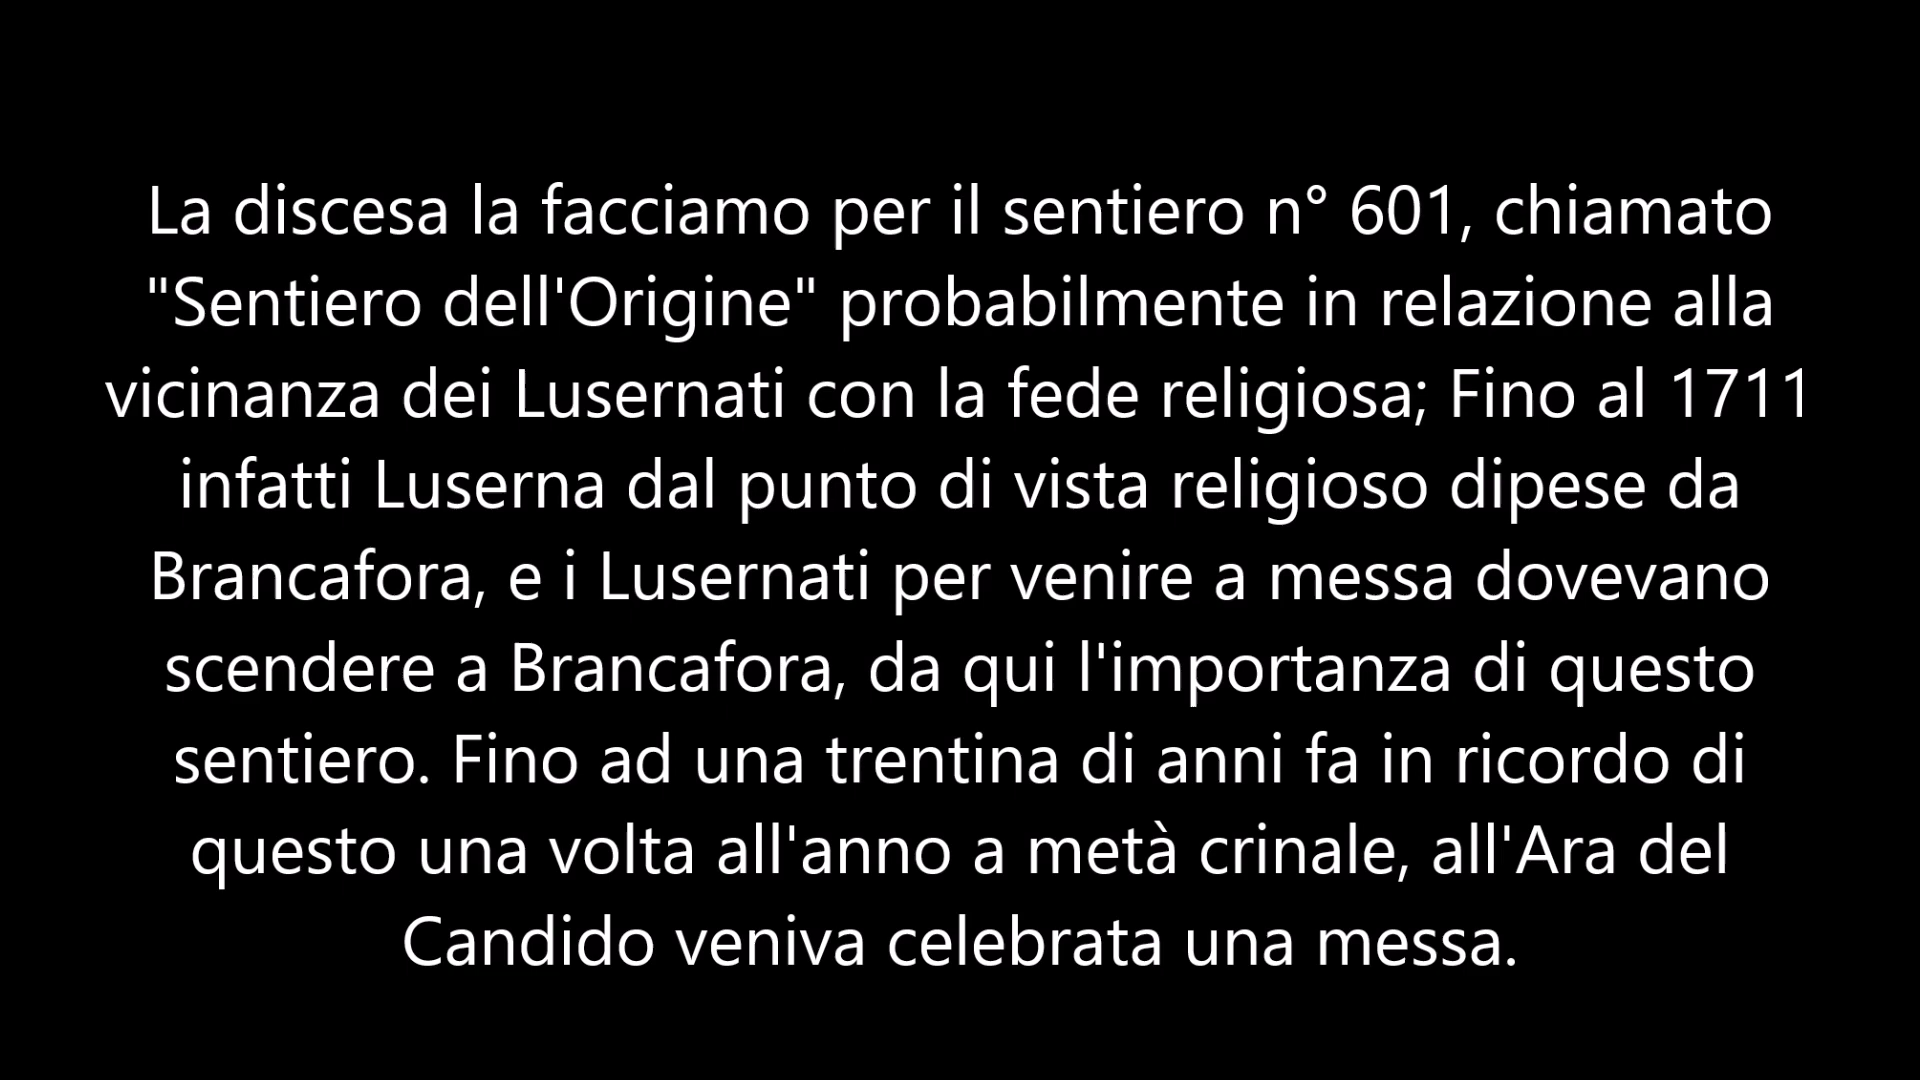 La discesa la facciamo per il sentiero n° 601, chiamato
"Sentiero dell'Origine" probabilmente in relazione alla
vicinanza dei Lusernati con la fede religiosa; Fino al 1711
infatti Luserna dal punto di vista religioso dipese da
Brancafora, e i Lusernati per venire a messa dovevano
scendere a Brancafora, da qui l'importanza di questo
sentiero. Fino ad una trentina di anni fa in ricordo di
questo una volta all'anno a metà crinale, all'Ara del
Candido veniva celebrata una messa.